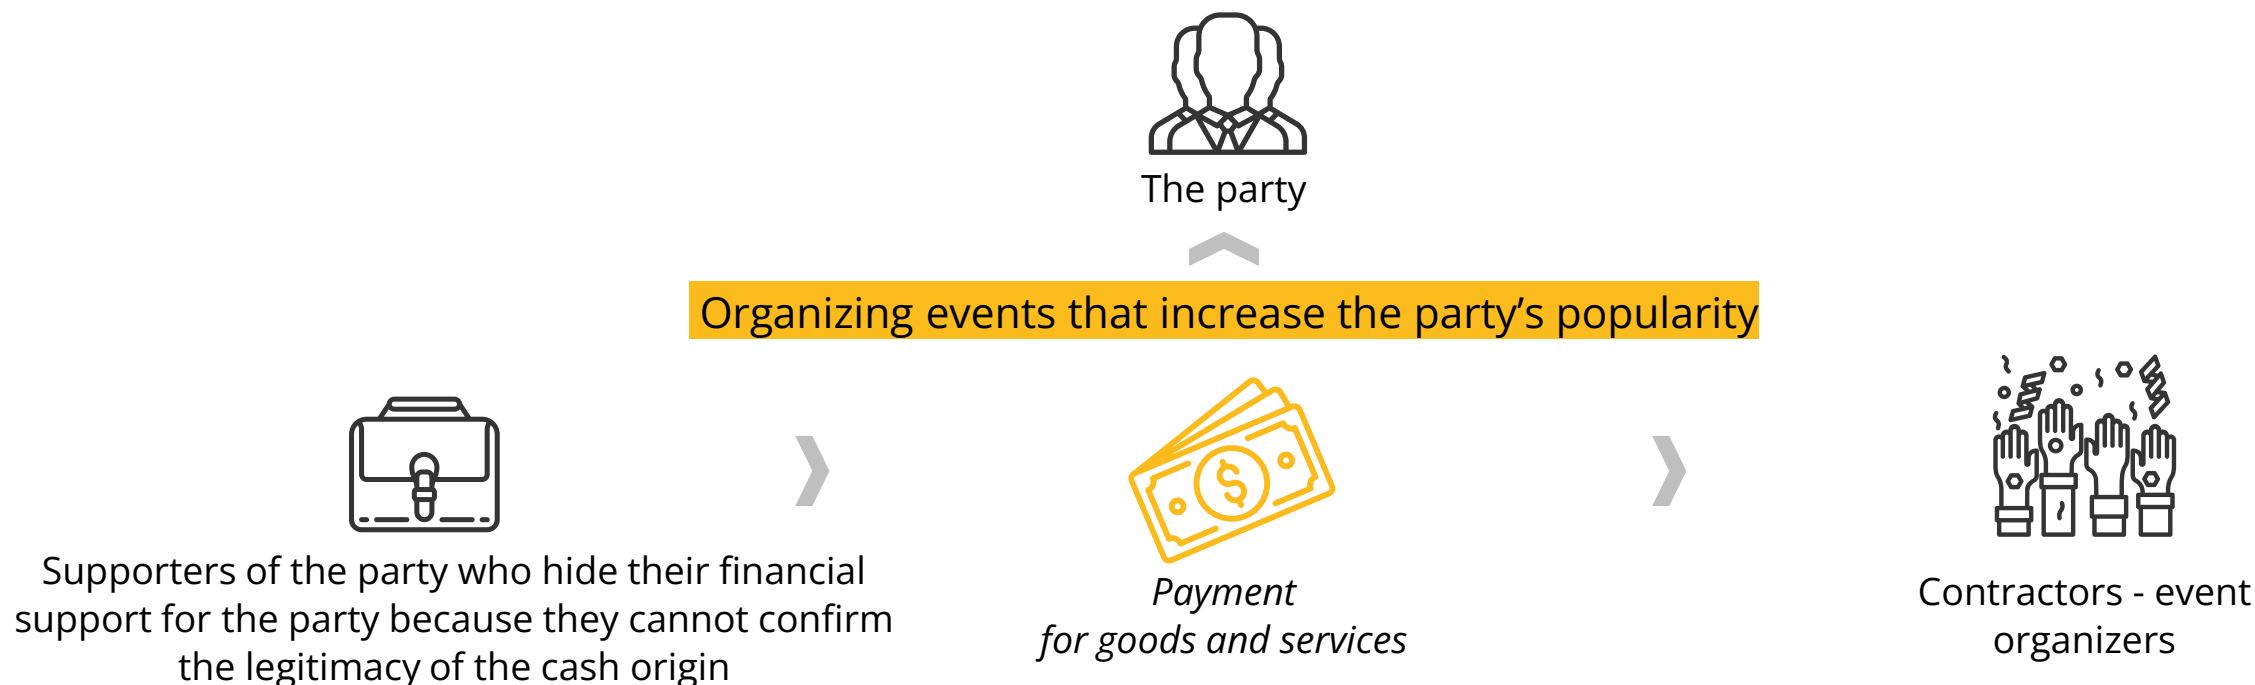 The party
Organizing events that increase the party’s popularity
Supporters of the party who hide their financial
support for the party because they cannot confirm
the legitimacy of the cash origin
Payment
for goods and services
Contractors - event
organizers